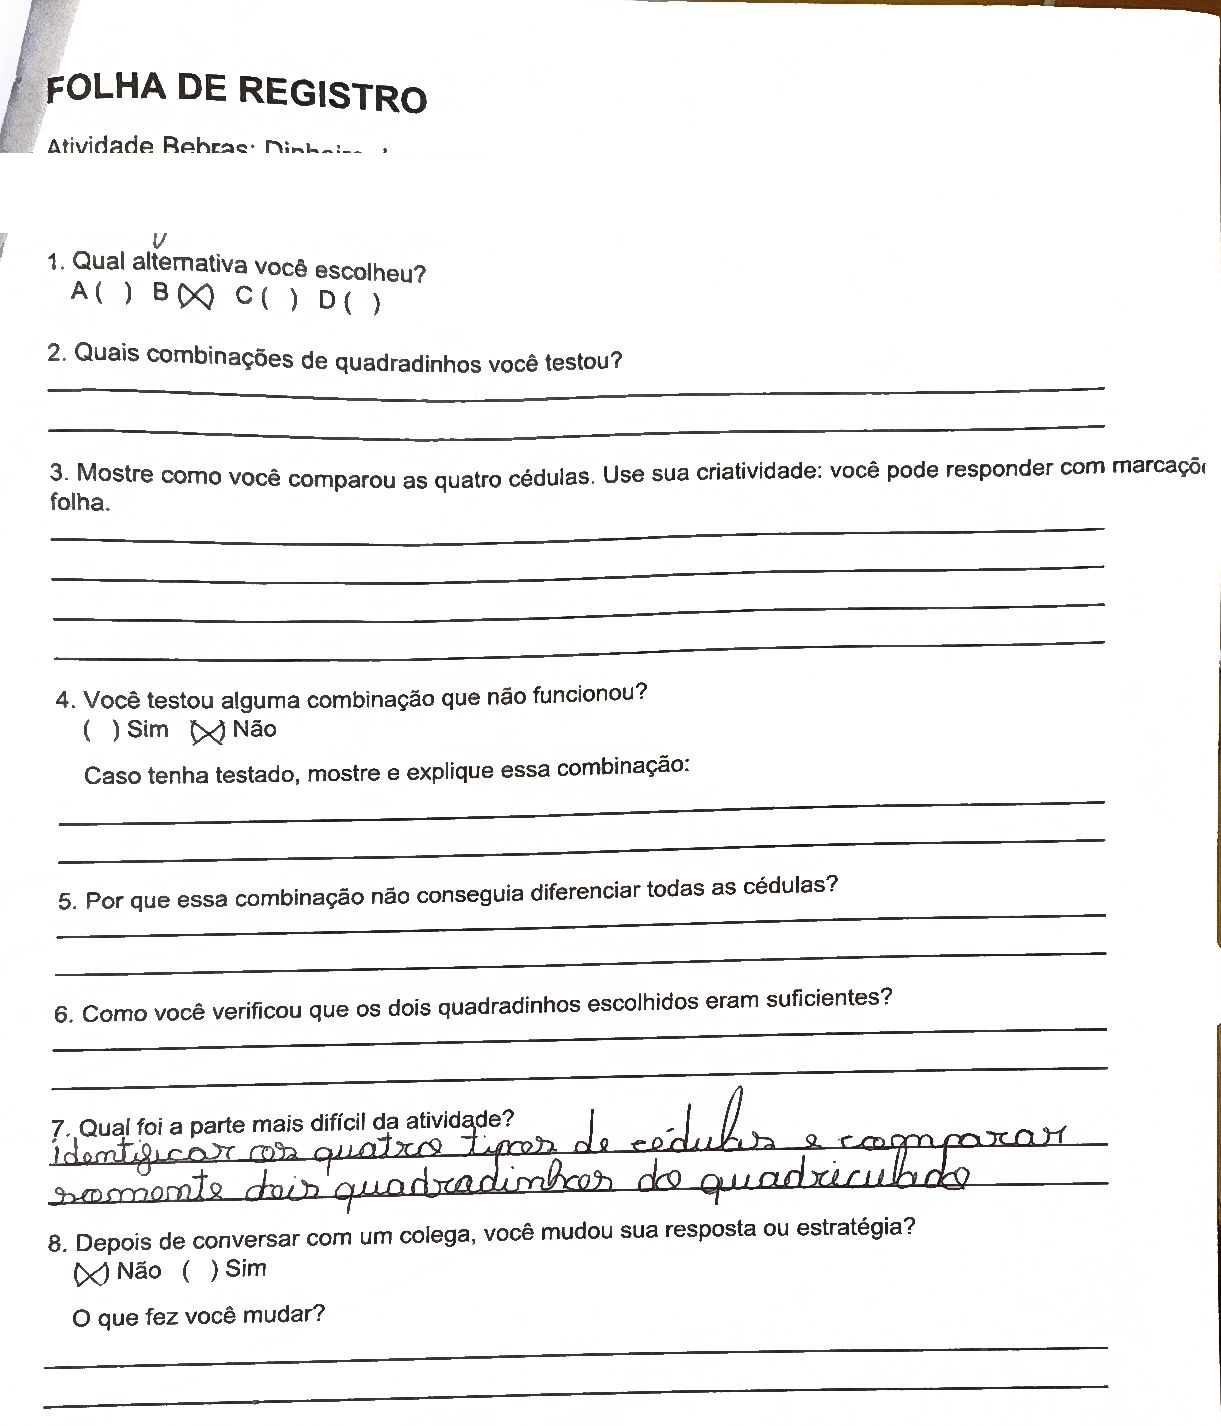 FOLHA DE REGISTRO
Atividade Bebras:
1. Qual alternativa você escolheu?
A ( ) B (X) C ( ) D ( )
2. Quais combinações de quadradinhos você testou?
3. Mostre como você comparou as quatro cédulas. Use sua criatividade: você pode responder com
folha.
4. Você testou alguma combinação que não funcionou?
( ) Sim (X) Não
Caso tenha testado, mostre e explique essa combinação:
5. Por que essa combinação não conseguia diferenciar todas as cédulas?
6. Como você verificou que os dois quadradinhos escolhidos eram suficientes?
7. Qual foi a parte mais difícil da atividade?
identificar os quatro tipos de cédulas e comparar
somente dois quadradinhos do quadriculado
8. Depois de conversar com um colega, você mudou sua resposta ou estratégia?
(X) Não ( ) Sim
O que fez você mudar?